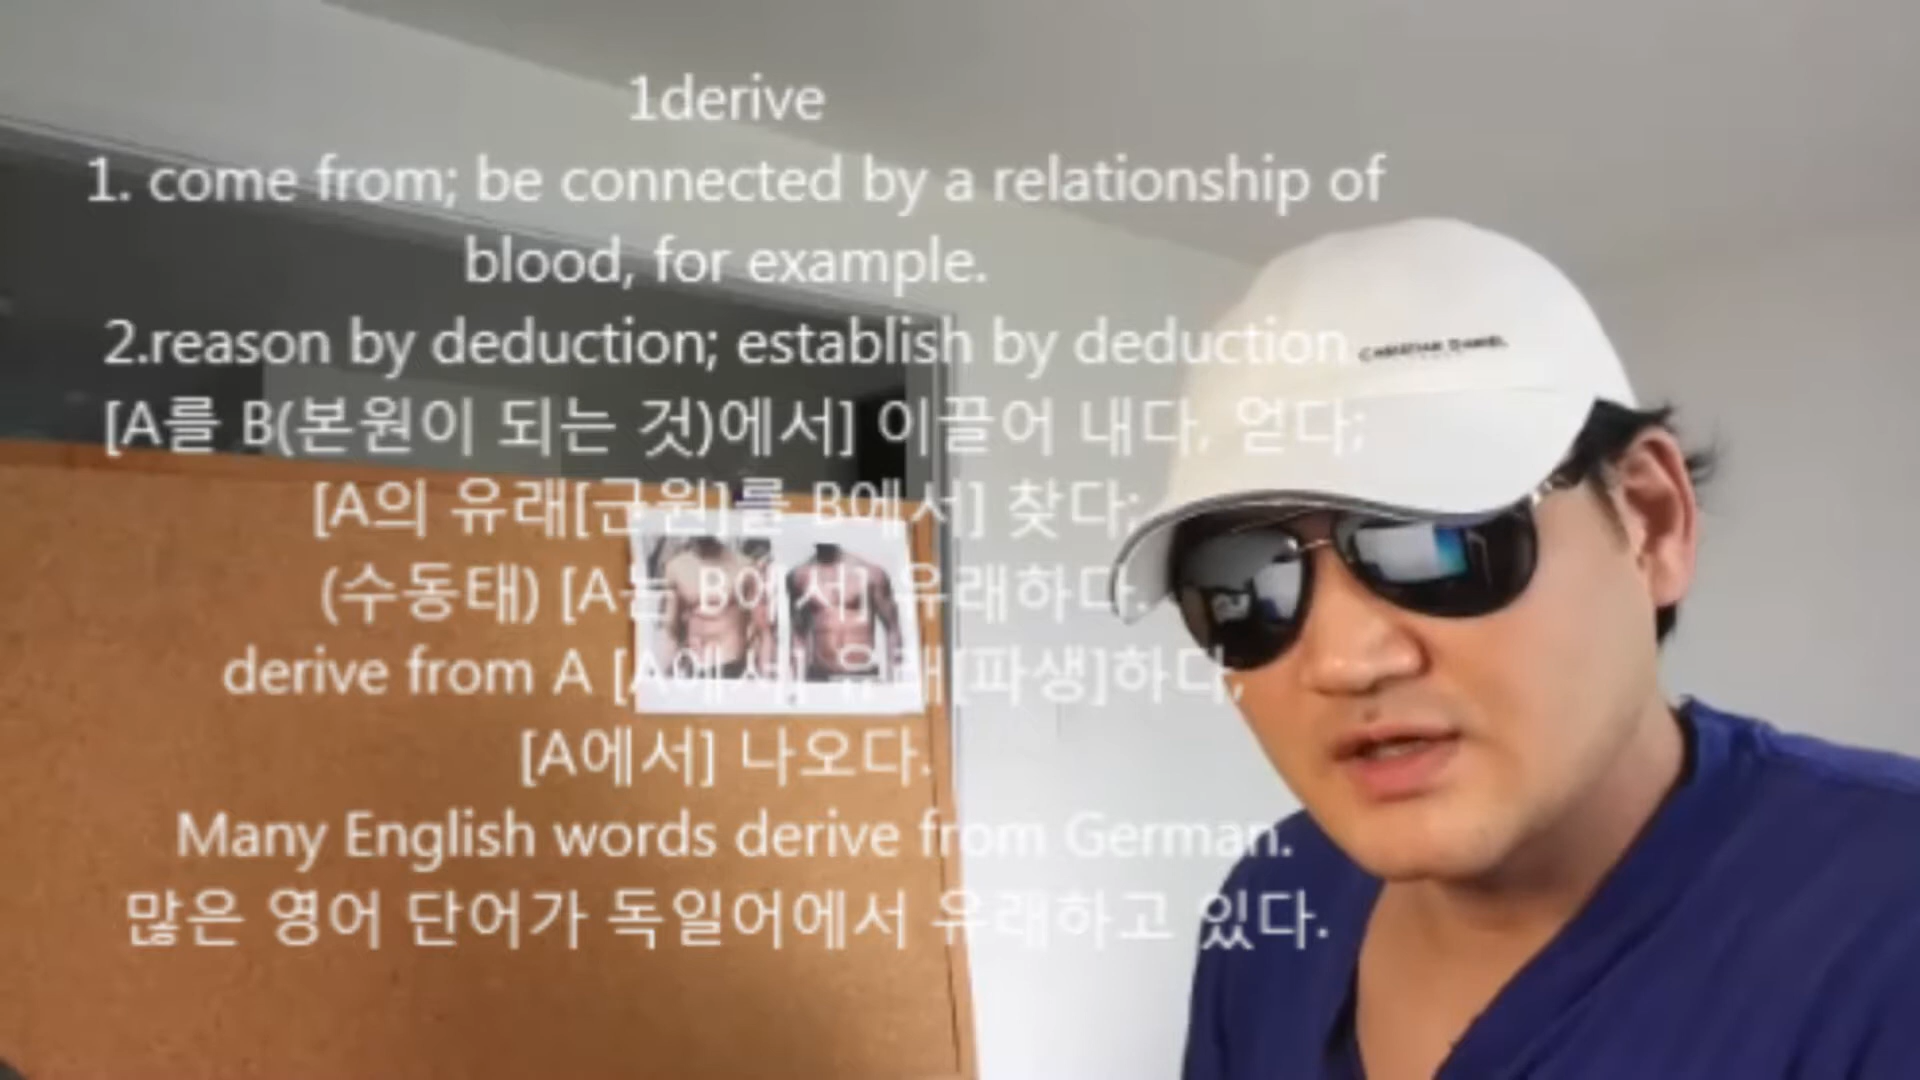 1derive
1. come from; be connected by a relationship of
blood, for example.
2.reason by deduction; establish by deduction
[A를 B(본원이 되는 것)에서] 이끌어 내다, 얻다;
[A의 유래[근원]를 B에서] 찾다;
(수동태) [A는 B에서] 유래하다.
derive from A [A에서] 유래[파생]하다,
[A에서] 나오다.
Many English words derive from German.
많은 영어 단어가 독일어에서 유래하고 있다.
CHRISTIAN DANIEL